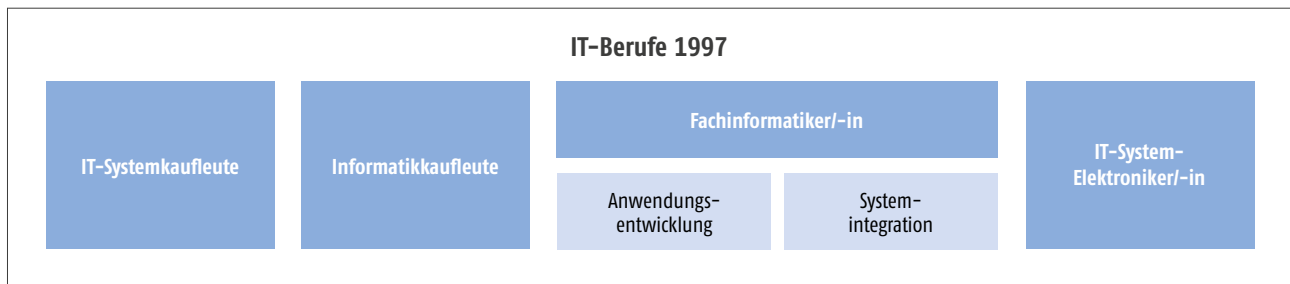 IT-Berufe 1997
IT-Systemkaufleute
Informatikkaufleute
Fachinformatiker/-in
Anwendungs-
entwicklung
System-
integration
IT-System-
Elektroniker/-in